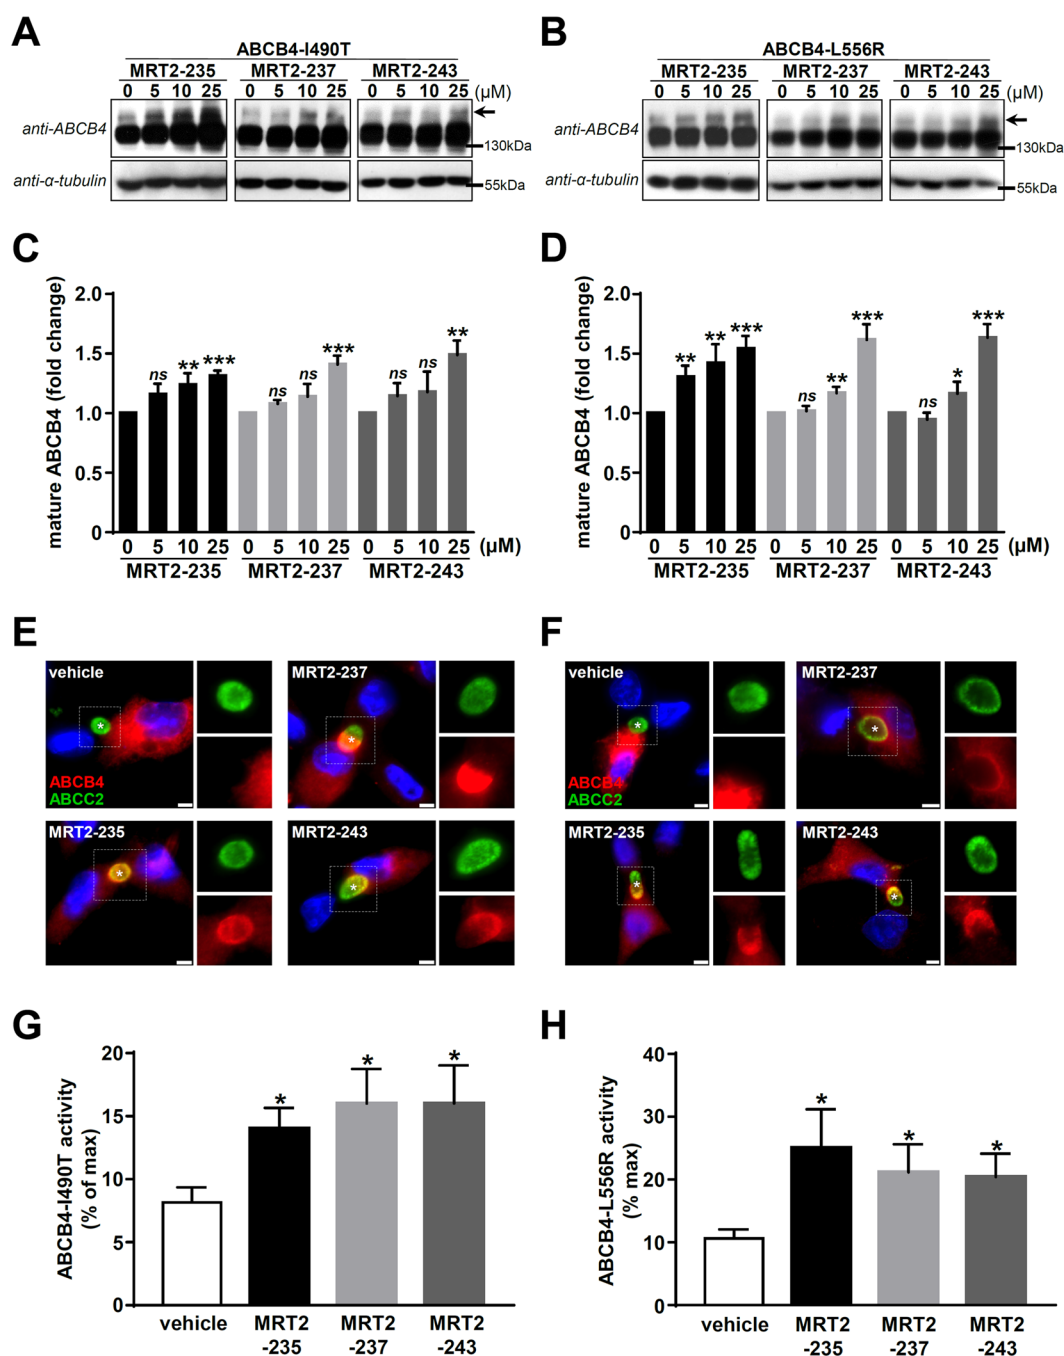 A
ABCB4-I490T
MRT2-235 MRT2-237 MRT2-243
0 5 10 25 0 5 10 25 0 5 10 25 (μM)
anti-ABCB4
130kDa
anti-α-tubulin
55kDa
B
ABCB4-L556R
MRT2-235 MRT2-237 MRT2-243
0 5 10 25 0 5 10 25 0 5 10 25 (μM)
anti-ABCB4
130kDa
anti-α-tubulin
55kDa
C
mature ABCB4 (fold change)
2.0
1.5
1.0
0.5
0
ns ** *** ns ns *** ns ns **
0 5 10 25 0 5 10 25 0 5 10 25 (μM)
MRT2-235 MRT2-237 MRT2-243
D
mature ABCB4 (fold change)
2.0
1.5
1.0
0.5
0
** ** *** ns ** *** ns * ***
0 5 10 25 0 5 10 25 0 5 10 25 (μM)
MRT2-235 MRT2-237 MRT2-243
E
vehicle
*
ABCB4
ABCC2
MRT2-237
*
MRT2-235
*
MRT2-243
*
F
vehicle
*
ABCB4
ABCC2
MRT2-237
*
MRT2-235
*
MRT2-243
*
G
ABCB4-I490T activity
(% of max)
20
15
10
5
0
* * *
vehicle MRT2 MRT2 MRT2
-235 -237 -243
H
ABCB4-L556R activity
(% max)
40
30
20
10
0
* * *
vehicle MRT2 MRT2 MRT2
-235 -237 -243